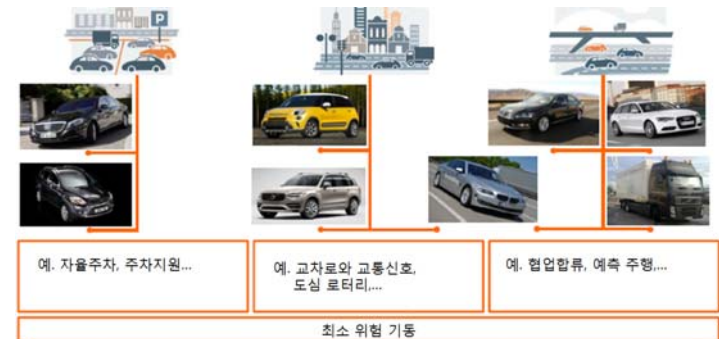 P
예. 자율주차, 주차지원...
예. 교차로와 교통신호,
도심 로터리,...
예. 협업합류, 예측 주행,...
최소 위험 기동